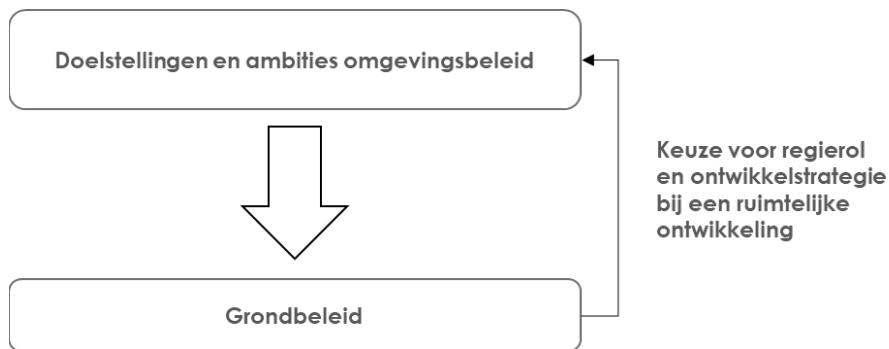 Doelstellingen en ambities omgevingsbeleid
Keuze voor regierol
en ontwikkelstrategie
bij een ruimtelijke
ontwikkeling
Grondbeleid